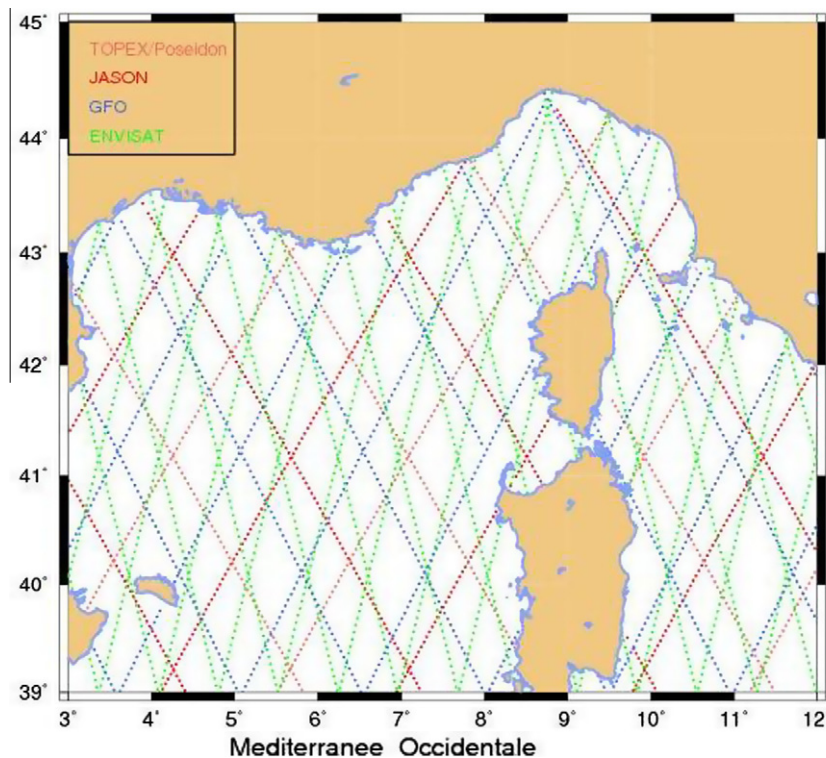 45°
TOPEX/Poseidon
JASON
GFO
ENVISAT
44°
43°
42°
41°
40°
39°
3° 4° 5° 6° 7° 8° 9° 10° 11° 12
Mediterranee Occidentale